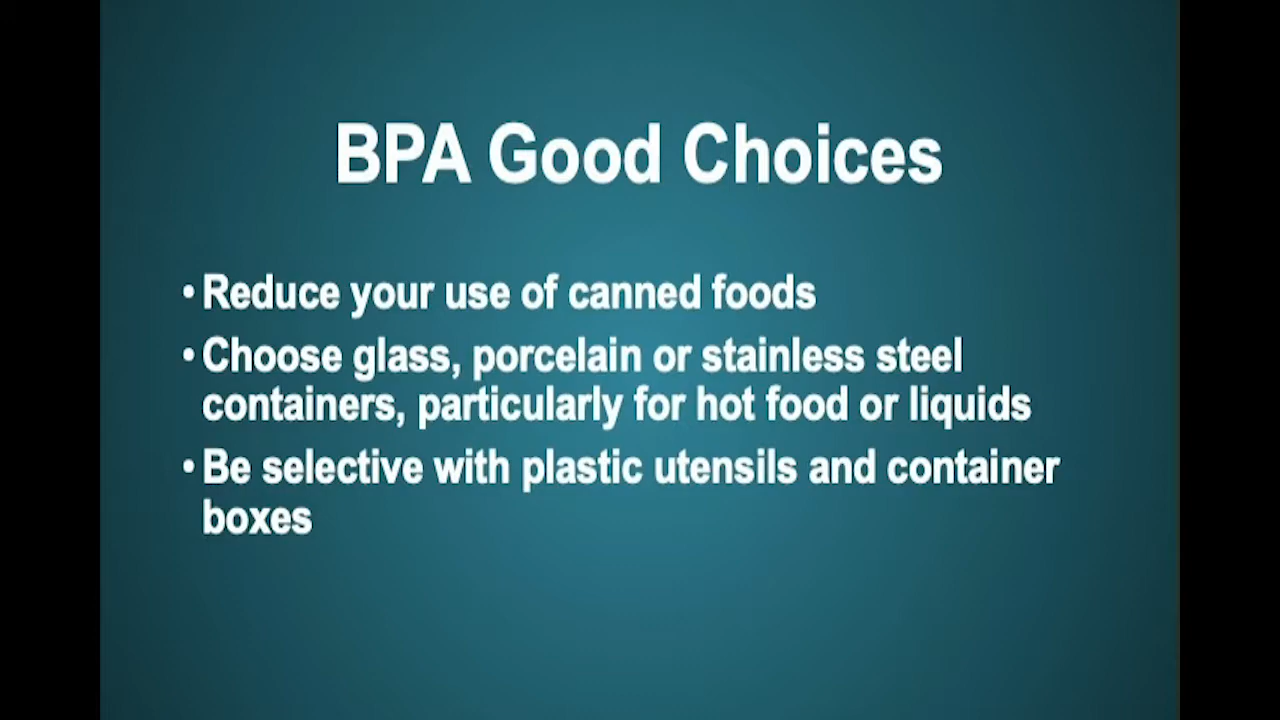 BPA Good Choices
• Reduce your use of canned foods
• Choose glass, porcelain or stainless steel
containers, particularly for hot food or liquids
• Be selective with plastic utensils and container
boxes